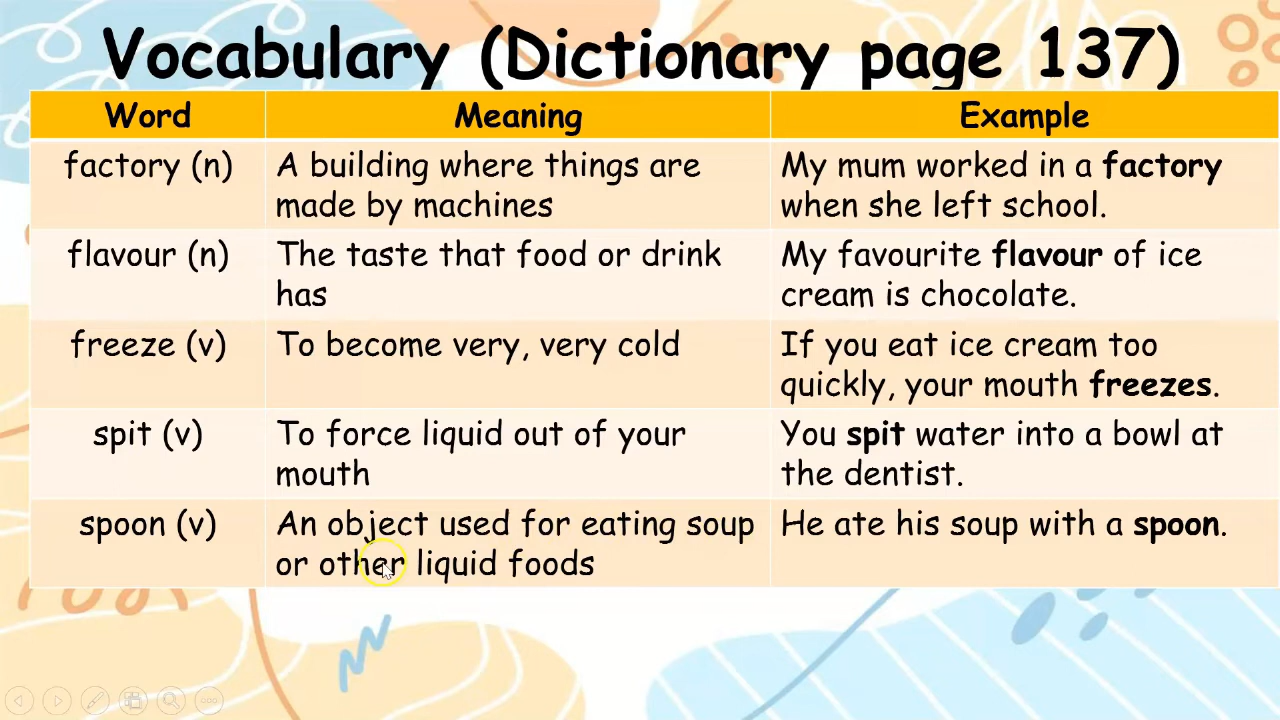 Vocabulary (Dictionary page 137)
Word Meaning Example
factory (n) A building where things are My mum worked in a factory
made by machines when she left school.
flavour (n) The taste that food or drink My favourite flavour of ice
has cream is chocolate.
freeze (v) To become very, very cold If you eat ice cream too
quickly, your mouth freezes.
spit (v) To force liquid out of your You spit water into a bowl at
mouth the dentist.
spoon (v) An object used for eating soup He ate his soup with a spoon.
or other liquid foods